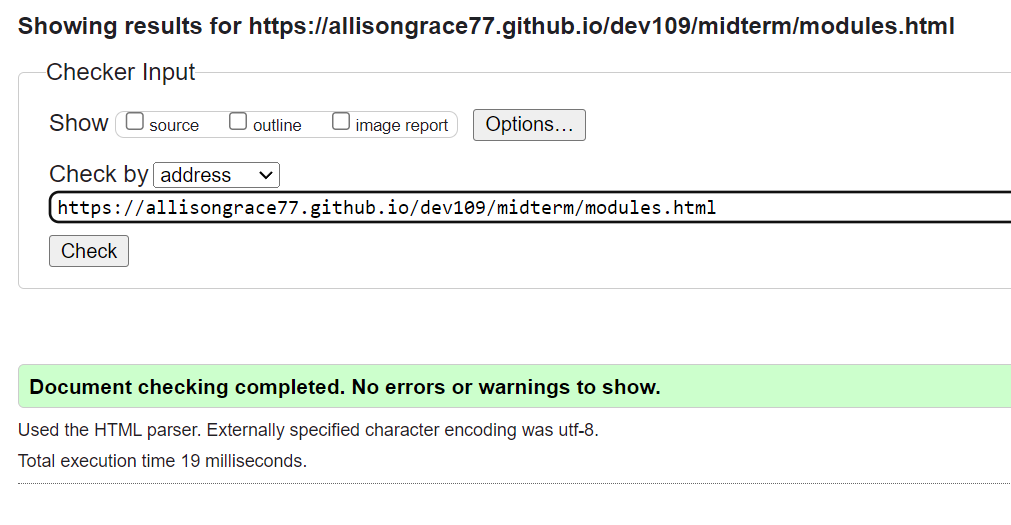 Showing results for https://allisongrace77.github.io/dev109/midterm/modules.html
Checker Input
Show source outline image report Options...
Check by address
https://allisongrace77.github.io/dev109/midterm/modules.html
Check
Document checking completed. No errors or warnings to show.
Used the HTML parser. Externally specified character encoding was utf-8.
Total execution time 19 milliseconds.